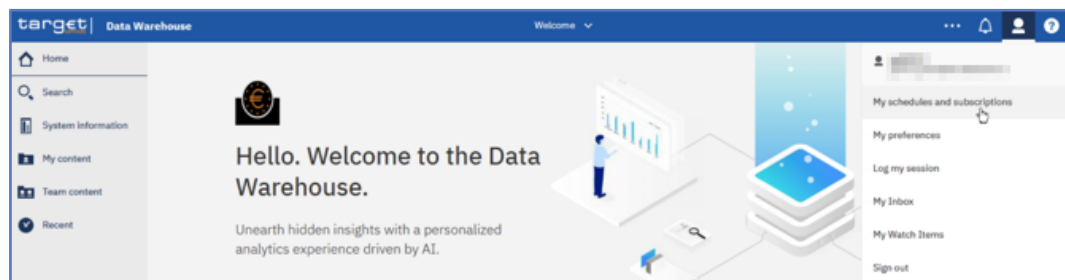 target| Data Warehouse
Welcome
Home
Search
System information
My content
Team content
Recent
Hello. Welcome to the Data
Warehouse.
Unearth hidden insights with a personalized
analytics experience driven by AI.
My schedules and subscriptions
My preferences
Log my session
My Inbox
My Watch Items
Sign out